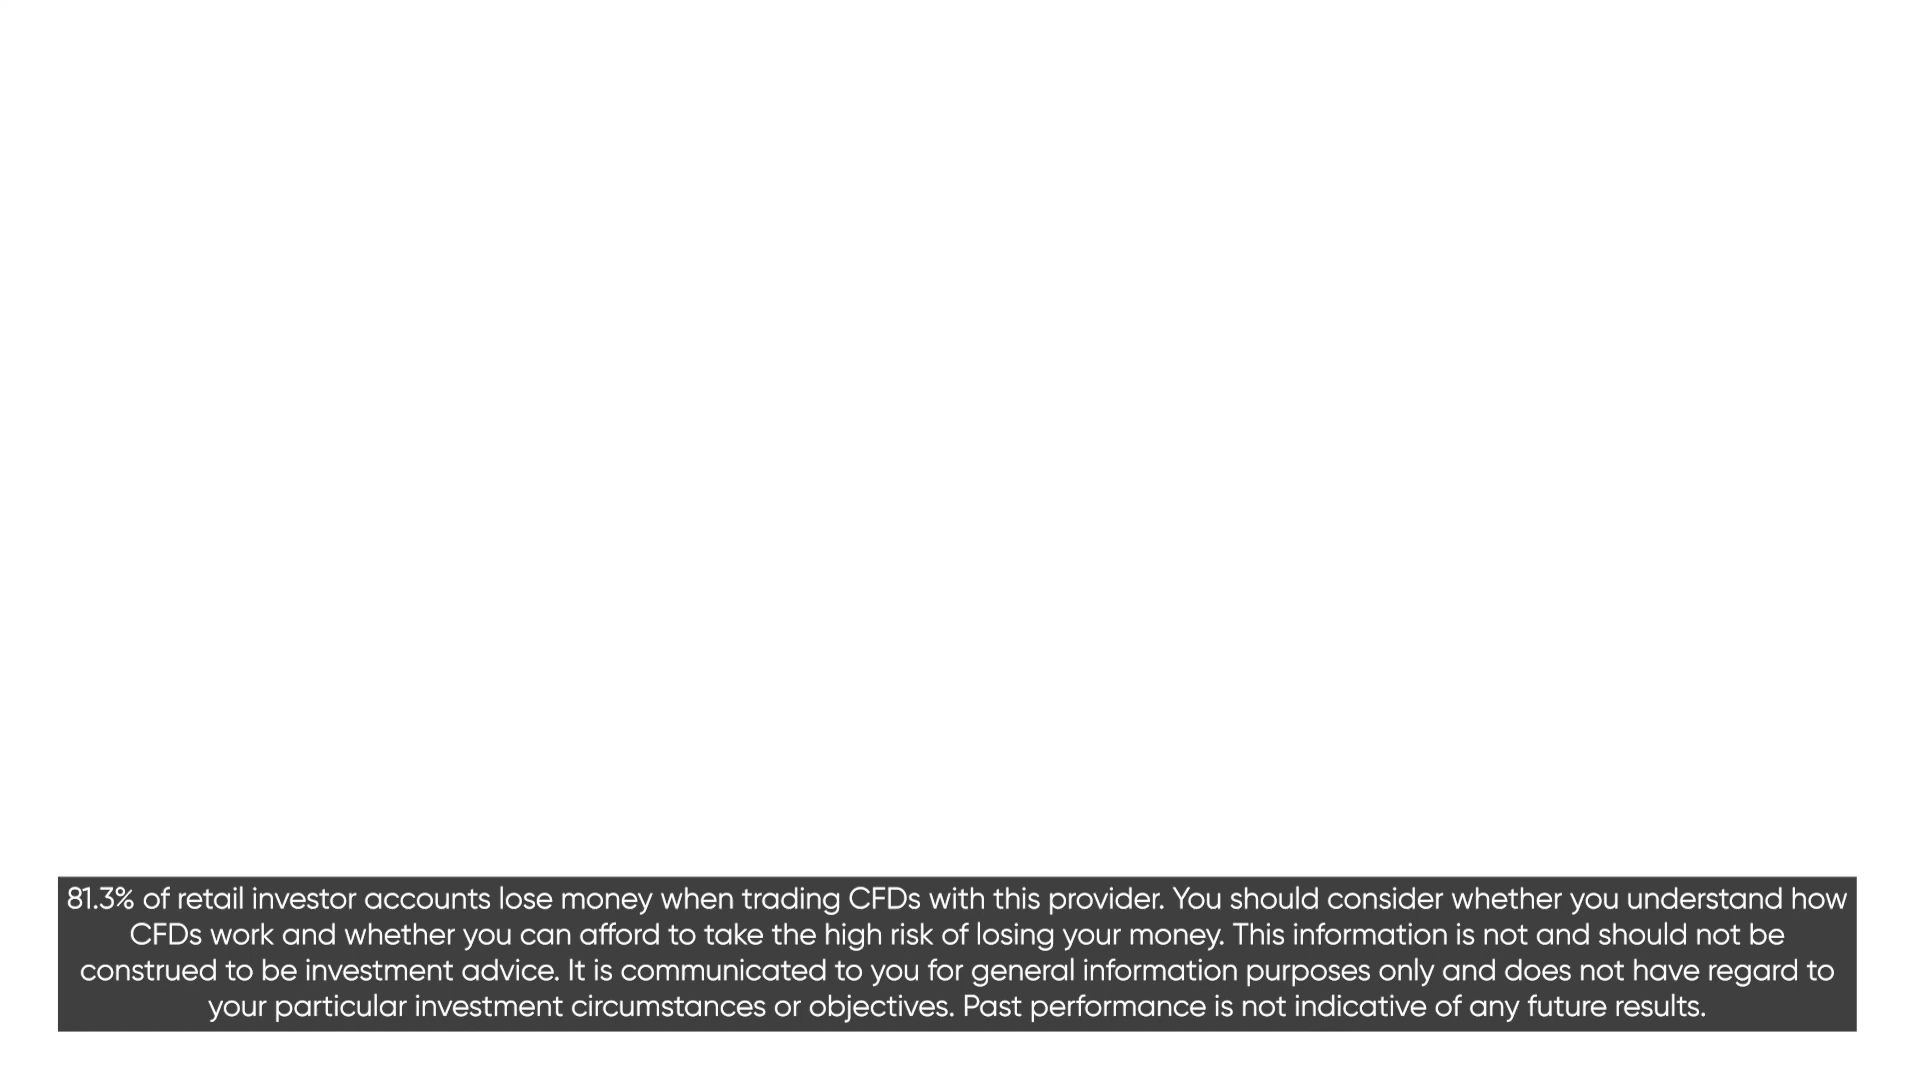 81.3% of retail investor accounts lose money when trading CFDs with this provider. You should consider whether you understand how
CFDs work and whether you can afford to take the high risk of losing your money. This information is not and should not be
construed to be investment advice. It is communicated to you for general information purposes only and does not have regard to
your particular investment circumstances or objectives. Past performance is not indicative of any future results.